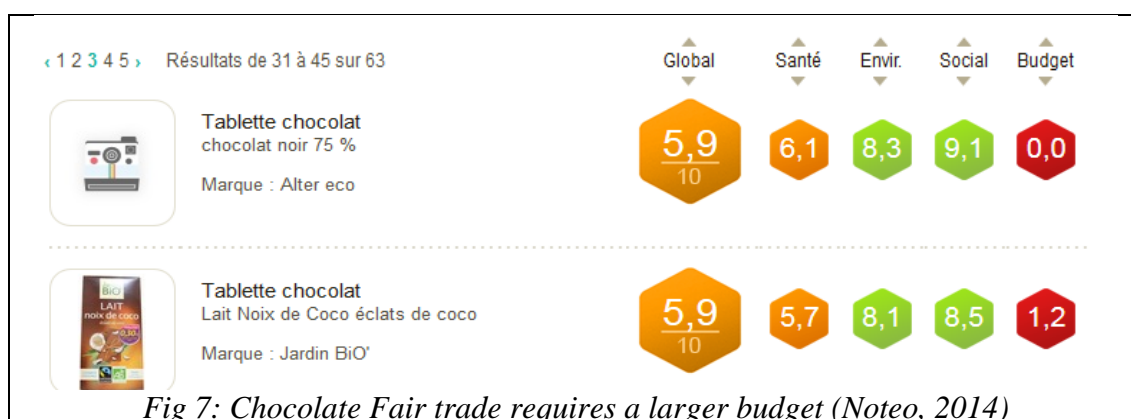 ‹ 1 2 3 4 5 › Résultats de 31 à 45 sur 63 Global Santé Envir. Social Budget
Tablette chocolat
chocolat noir 75 %
Marque : Alter eco
5,9
10
6,1 8,3 9,1 0,0
BiO
LAIT
noix de coco
Tablette chocolat
Lait Noix de Coco éclats de coco
Marque : Jardin BiO'
5,9
10
5,7 8,1 8,5 1,2
Fig 7: Chocolate Fair trade requires a larger budget (Noteo, 2014)